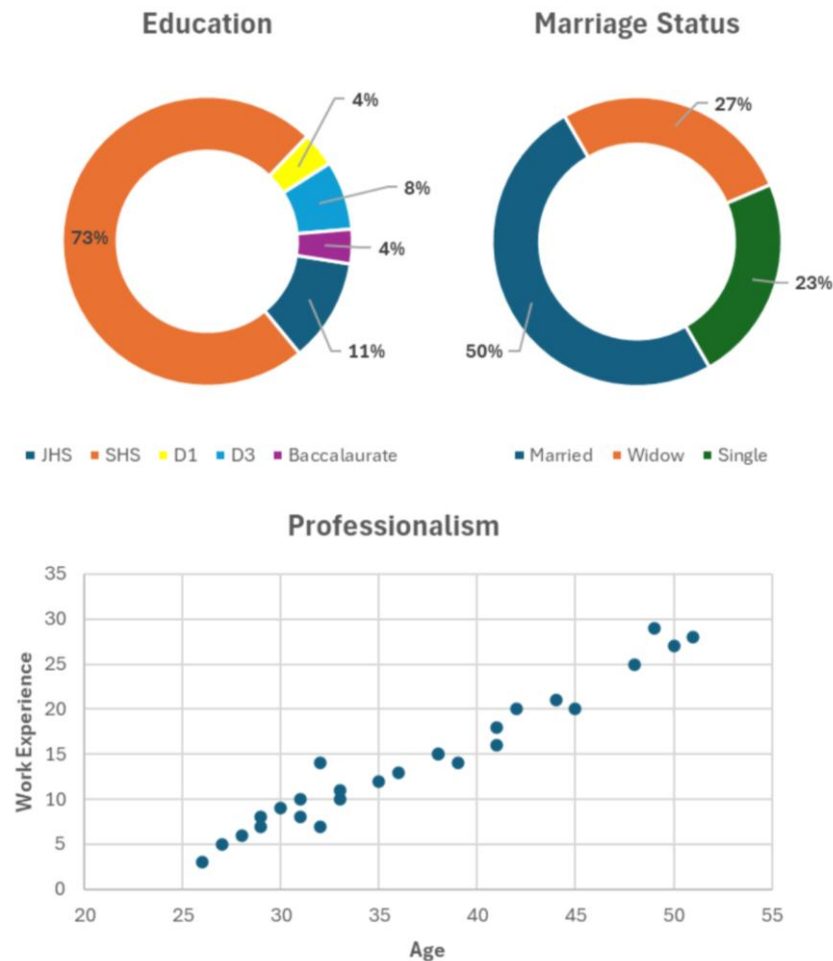 Education
4%
8%
73%
4%
11%
JHS SHS D1 D3 Baccalaurate
Marriage Status
27%
23%
50%
Married Widow Single
Professionalism
35
30
25
20
15
10
5
0
Work Experience
20 25 30 35 40 45 50 55
Age